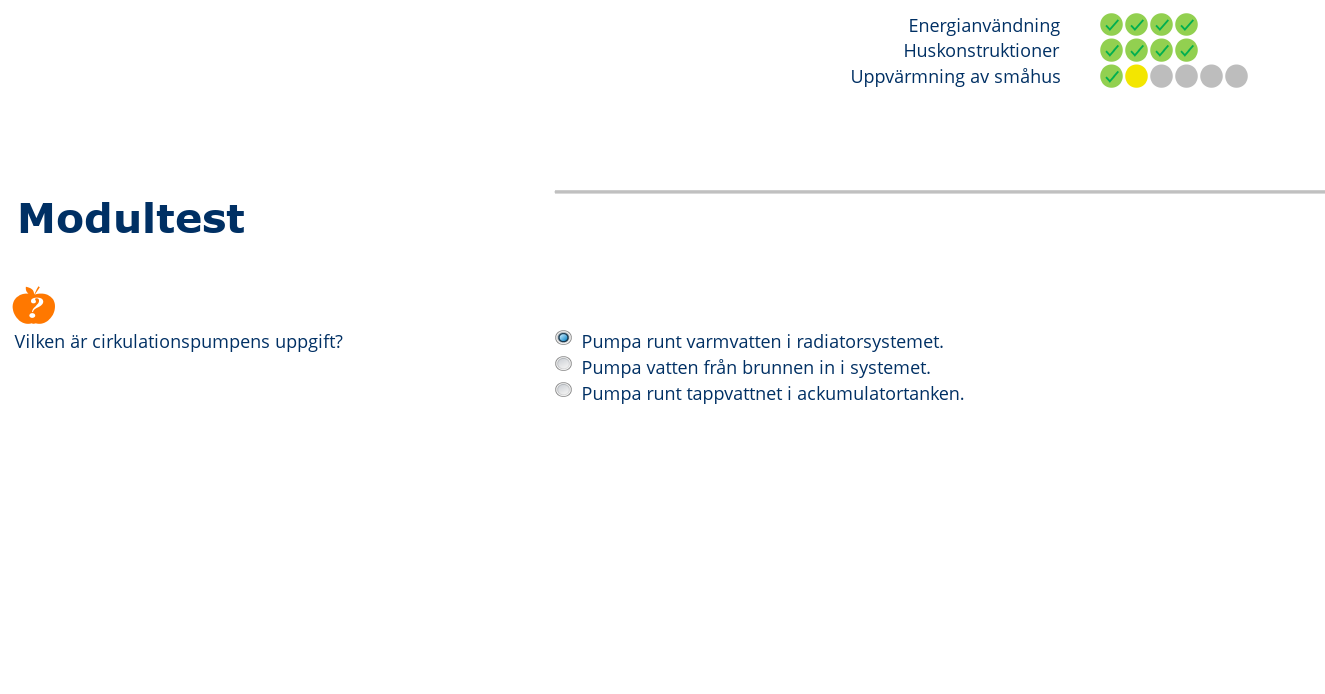 Energianvändning
Huskonstruktioner
Uppvärmning av småhus
Modultest
?
Vilken är cirkulationspumpens uppgift?
Pumpa runt varmvatten i radiatorsystemet.
Pumpa vatten från brunnen in i systemet.
Pumpa runt tappvattnet i ackumulatortanken.